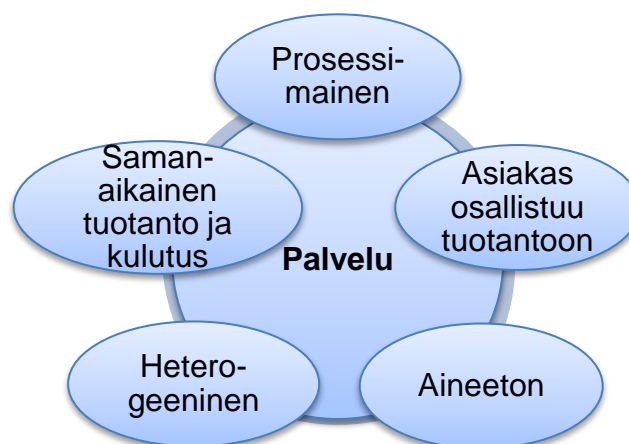 Prosessi-
mainen
Saman-
aikainen
tuotanto ja
kulutus
Asiakas
osallistuu
tuotantoon
Palvelu
Hetero-
geeninen
Aineeton